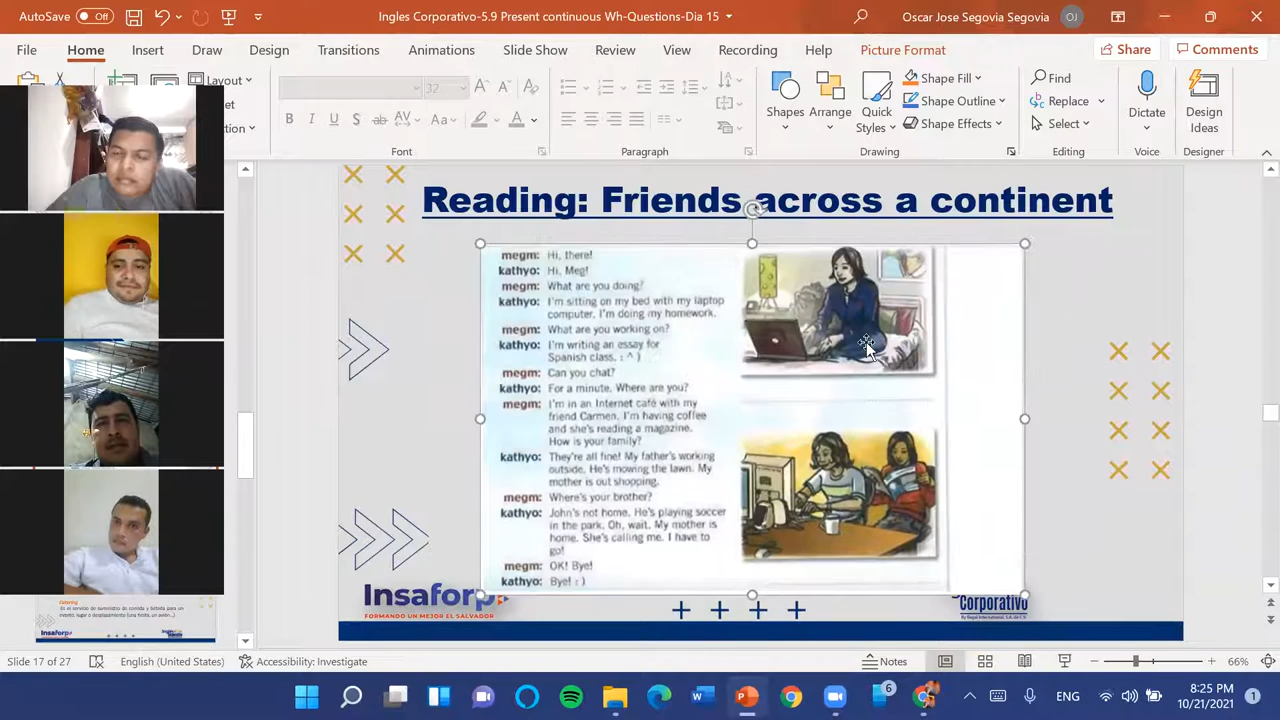 AutoSave Off
Ingles Corporativo-5.9 Present continuous Wh-Questions-Dia 15
Oscar Jose Segovia Segovia OJ
File Home Insert Draw Design Transitions Animations Slide Show Review View Recording Help Picture Format
Share Comments
Layout
Shapes Arrange Quick Styles
Shape Fill
Shape Outline
Shape Effects
Find
Replace
Select
Dictate
Design Ideas
Font Paragraph Drawing Editing Voice Designer
Reading: Friends across a continent
megm: Hi, there!
kathyo: Hi, Meg!
megm: What are you doing?
kathyo: I'm sitting on my bed with my laptop
computer. I'm doing my homework.
megm: What are you working on?
kathyo: I'm writing an essay for
Spanish class. : ^ )
megm: Can you chat?
kathyo: For a minute. Where are you?
megm: I'm in an Internet café with my
friend Carmen. I'm having coffee
and she's reading a magazine.
How is your family?
kathyo: They're all fine! My father's working
outside. He's mowing the lawn. My
mother is out shopping.
megm: Where's your brother?
kathyo: John's not home. He's playing soccer
in the park. Oh, wait. My mother is
home. She's calling me. I have to
go!
megm: OK! Bye!
kathyo: Bye! : )
Insaforp
FORMANDO UN MEJOR EL SALVADOR
Corporativo
Catering
Insaforp
Slide 17 of 27
English (United States)
Accessibility: Investigate
Notes
66%
6
ENG
8:25 PM
10/21/2021
1